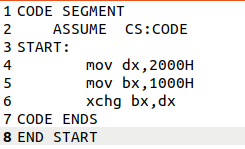 1 CODE SEGMENT
2 ASSUME CS:CODE
3 START:
4 mov dx,2000H
5 mov bx,1000H
6 xchg bx,dx
7 CODE ENDS
8 END START